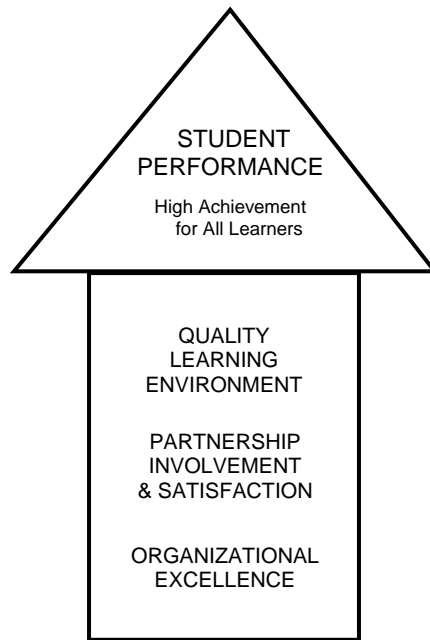 STUDENT
PERFORMANCE
High Achievement
for All Learners
QUALITY
LEARNING
ENVIRONMENT
PARTNERSHIP
INVOLVEMENT
& SATISFACTION
ORGANIZATIONAL
EXCELLENCE